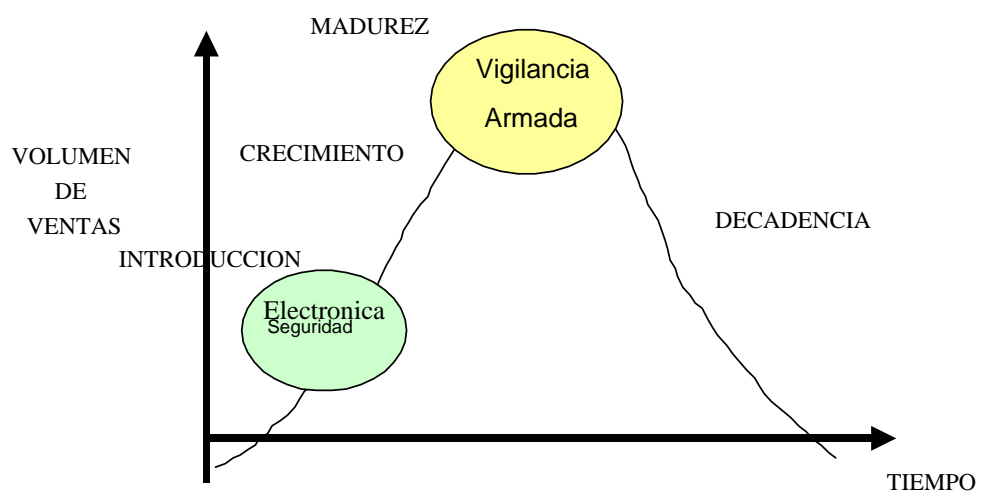 MADUREZ
Vigilancia
Armada
VOLUMEN
DE
VENTAS
CRECIMIENTO
DECADENCIA
INTRODUCCION
Electronica
Seguridad
TIEMPO